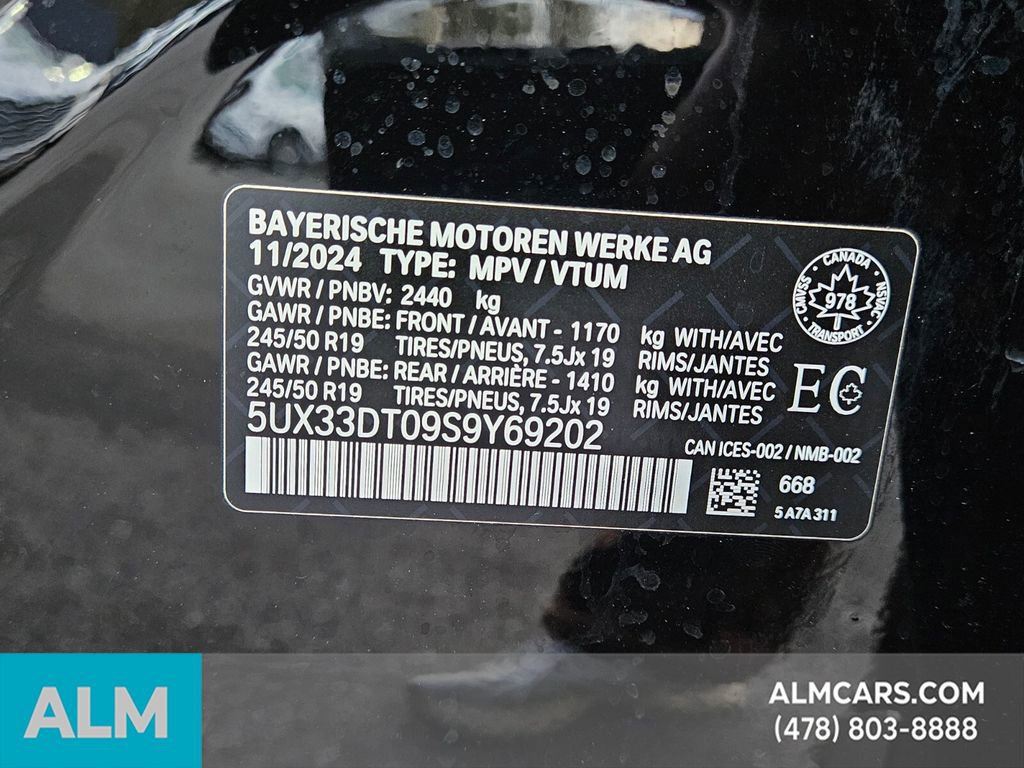 BAYERISCHE MOTOREN WERKE AG
11/2024 TYPE: MPV / VTUM
GVWR / PNBV: 2440 kg
GAWR / PNBE: FRONT / AVANT - 1170 kg WITH/AVEC
245/50 R19 TIRES/PNEUS, 7.5Jx 19 RIMS/JANTES
GAWR / PNBE: REAR / ARRIÈRE - 1410 kg WITH/AVEC
245/50 R19 TIRES/PNEUS, 7.5Jx 19 RIMS/JANTES
5UX33DT09S9Y69202
CANADA
CMVSS 978 NSVAC
TRANSPORT
EC
CAN ICES-002 / NMB-002
668
5 A7A 311
ALM
ALMCARS.COM
(478) 803-8888